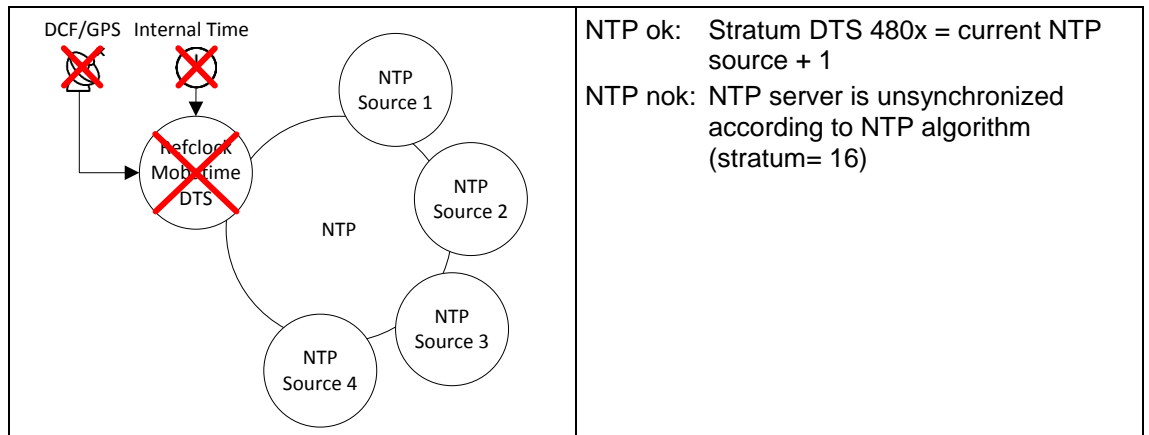 DCF/GPS Internal Time
Refclock
Mobatime
DTS
NTP
Source 1
NTP
Source 2
NTP
NTP
Source 3
NTP
Source 4
NTP ok: Stratum DTS 480x = current NTP
source + 1
NTP nok: NTP server is unsynchronized
according to NTP algorithm
(stratum= 16)